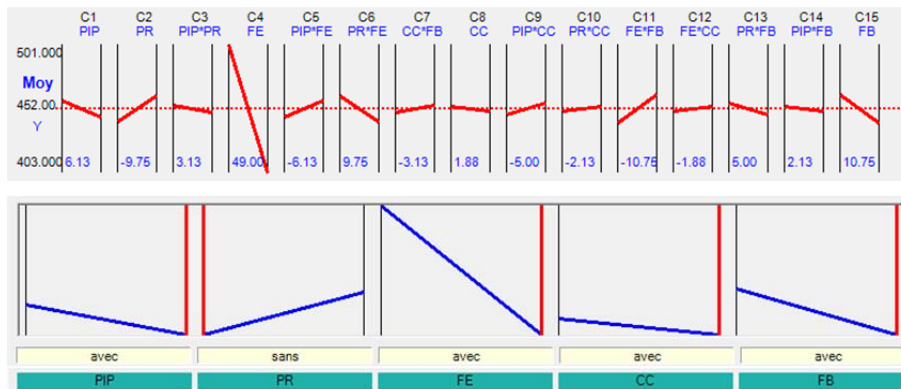 C1 C2 C3 C4 C5 C6 C7 C8 C9 C10 C11 C12 C13 C14 C15
PIP PR PIP*PR FE PIP*FE PR*FE CC*FB CC PIP*CC PR*CC FE*FB FE*CC PR*FB PIP*FB FB
501.000
Moy
452.00
Y
403.000 6.13 -9.75 3.13 49.00 -6.13 9.75 -3.13 1.88 -5.00 -2.13 -10.75 -1.88 5.00 2.13 10.75
avec sans avec avec avec
PIP PR FE CC FB